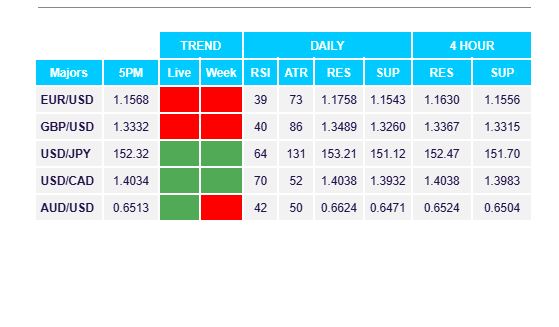 TREND DAILY 4 HOUR
Majors 5PM Live Week RSI ATR RES SUP RES SUP
EUR/USD 1.1568 39 73 1.1758 1.1543 1.1630 1.1556
GBP/USD 1.3332 40 86 1.3489 1.3260 1.3367 1.3315
USD/JPY 152.32 64 131 153.21 151.12 152.47 151.70
USD/CAD 1.4034 70 52 1.4038 1.3932 1.4038 1.3983
AUD/USD 0.6513 42 50 0.6624 0.6471 0.6524 0.6504